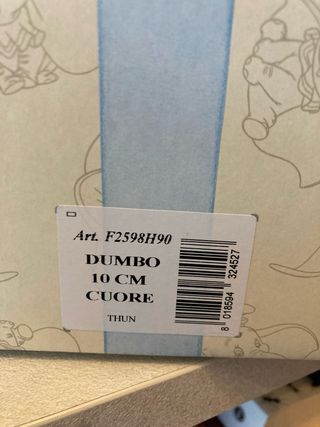 Art. F2598H90
DUMBO
10 CM
CUORE
THUN
8 018594 324527